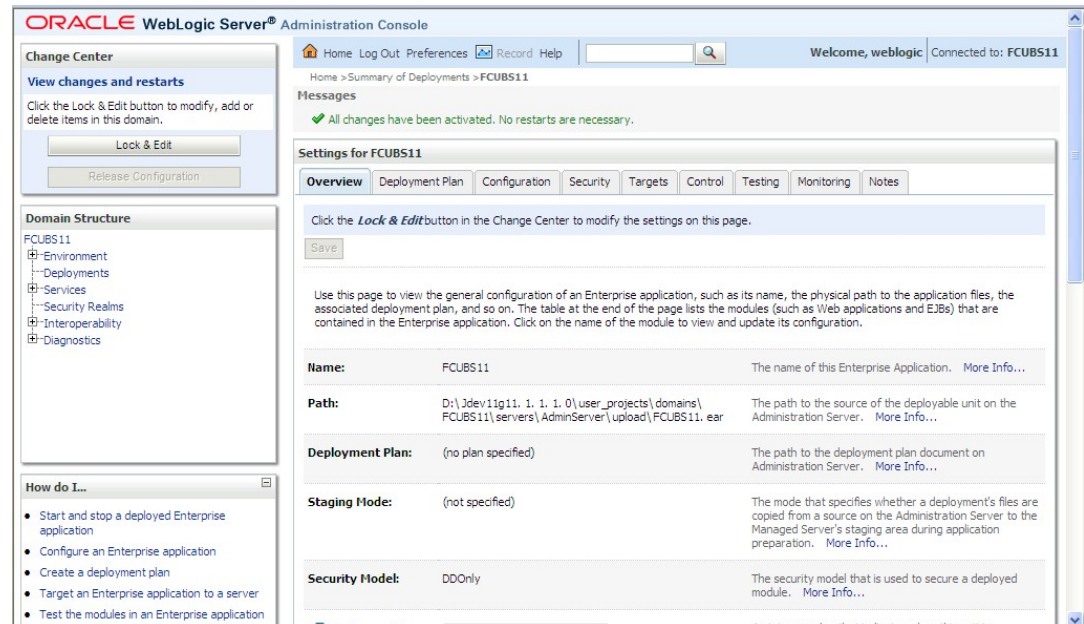 ORACLE WebLogic Server® Administration Console
Change Center
View changes and restarts
Click the Lock & Edit button to modify, add or
delete items in this domain.
Lock & Edit
Release Configuration
Domain Structure
FCUBS11
Environment
Deployments
Services
Security Realms
Interoperability
Diagnostics
How do I...
Start and stop a deployed Enterprise
application
Configure an Enterprise application
Create a deployment plan
Target an Enterprise application to a server
Test the modules in an Enterprise application
Home Log Out Preferences Record Help
Welcome, weblogic Connected to: FCUBS11
Home >Summary of Deployments >FCUBS11
Messages
All changes have been activated. No restarts are necessary.
Settings for FCUBS11
Overview Deployment Plan Configuration Security Targets Control Testing Monitoring Notes
Click the Lock & Edit button in the Change Center to modify the settings on this page.
Save
Use this page to view the general configuration of an Enterprise application, such as its name, the physical path to the application files, the
associated deployment plan, and so on. The table at the end of the page lists the modules (such as Web applications and EJBs) that are
contained in the Enterprise application. Click on the name of the module to view and update its configuration.
Name: FCUBS11 The name of this Enterprise Application. More Info...
Path: D:\Jdev11g11. 1. 1. 1. 0\user_projects\domains\ The path to the source of the deployable unit on the
FCUBS11\servers\AdminServer\upload\FCUBS11. ear Administration Server. More Info...
Deployment Plan: (no plan specified) The path to the deployment plan document on
Administration Server. More Info...
Staging Mode: (not specified) The mode that specifies whether a deployment's files are
copied from a source on the Administration Server to the
Managed Server's staging area during application
preparation. More Info...
Security Model: DDOnly The security model that is used to secure a deployed
module. More Info...